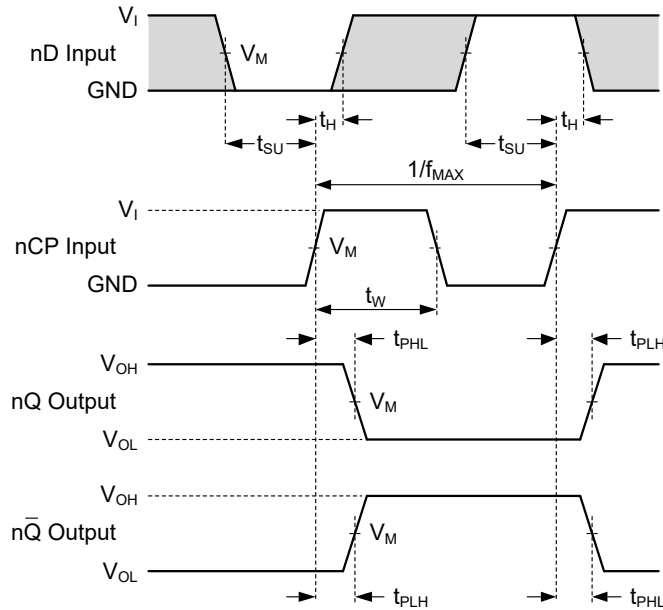 V_I
nD Input
V_M
GND
t_H
t_H
t_SU
t_SU
1/f_MAX
V_I
nCP Input
V_M
GND
t_W
t_PHL
t_PLH
V_OH
nQ Output
V_M
V_OL
V_OH
nQ̅ Output
V_M
V_OL
t_PLH
t_PHL